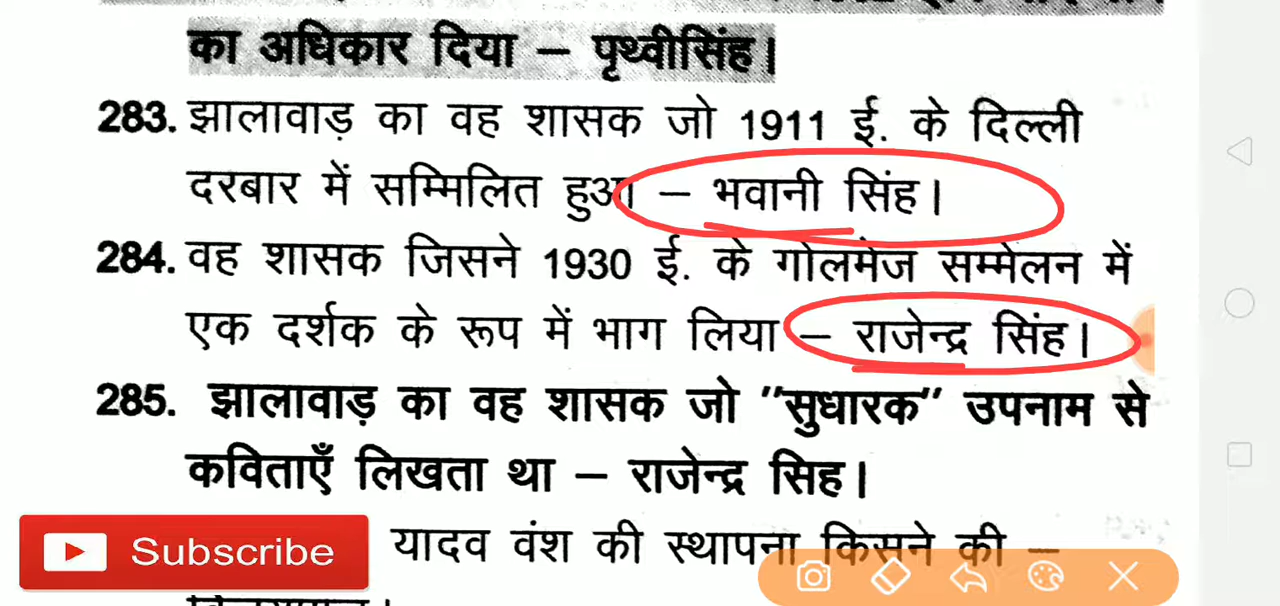 का अधिकार दिया – पृथ्वीसिंह।
283. झालावाड़ का वह शासक जो 1911 ई. के दिल्ली
दरबार में सम्मिलित हुआ – भवानी सिंह।
284. वह शासक जिसने 1930 ई. के गोलमेज सम्मेलन में
एक दर्शक के रूप में भाग लिया – राजेन्द्र सिंह।
285. झालावाड़ का वह शासक जो "सुधारक" उपनाम से
कविताएँ लिखता था – राजेन्द्र सिह।
Subscribe यादव वंश की स्थापना किसने की –